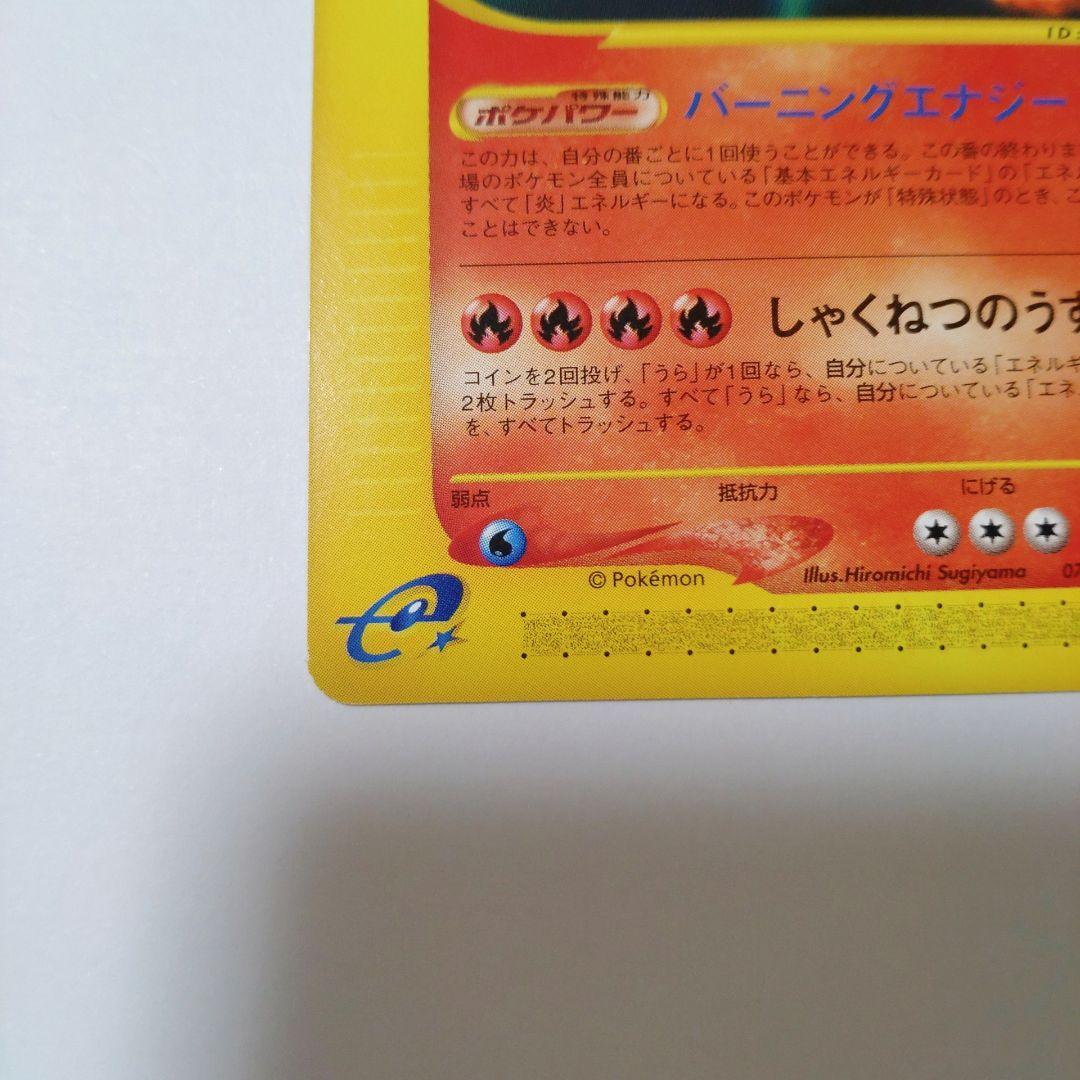 ID:
特殊能力
ポケパワー バーニングエナジー
この力は、自分の番ごとに1回使うことができる。この番の終わりま
場のポケモン全員についている「基本エネルギーカード」の「エネル
すべて「炎」エネルギーになる。このポケモンが「特殊状態」のとき、こ
ことはできない。
しゃくねつのうず
コインを2回投げ、「うら」が1回なら、自分についている「エネルギ
2枚トラッシュする。すべて「うら」なら、自分についている「エネ
を、すべてトラッシュする。
弱点 抵抗力 にげる
© Pokémon Illus.Hiromichi Sugiyama 07